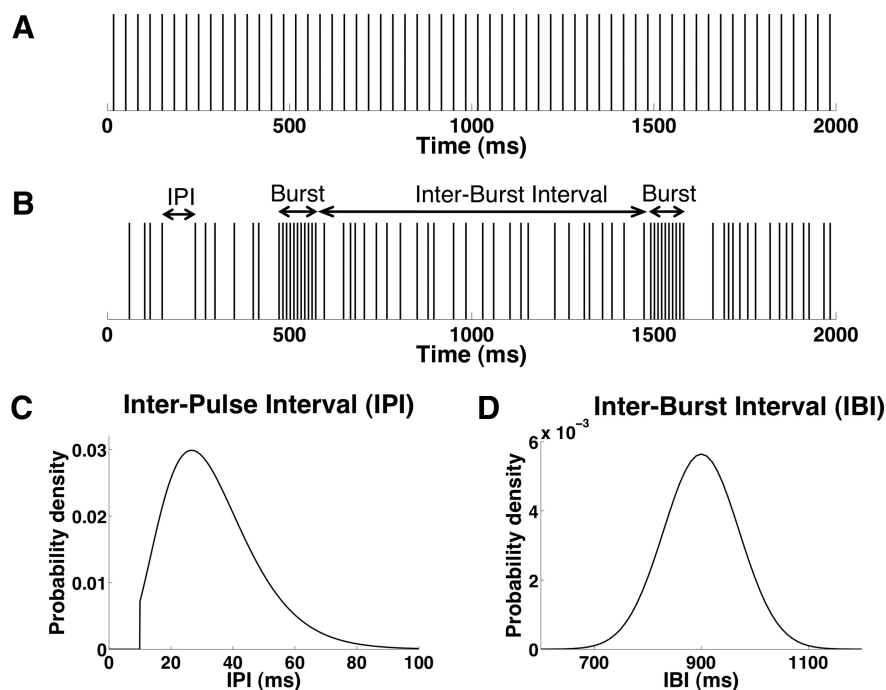 A
0 500 1000 1500 2000
Time (ms)
B
IPI Burst Inter-Burst Interval Burst
0 500 1000 1500 2000
Time (ms)
C Inter-Pulse Interval (IPI)
Probability density
0.03
0.02
0.01
0
0 20 40 60 80 100
IPI (ms)
D Inter-Burst Interval (IBI)
x 10⁻³
Probability density
6
4
2
0
700 900 1100
IBI (ms)